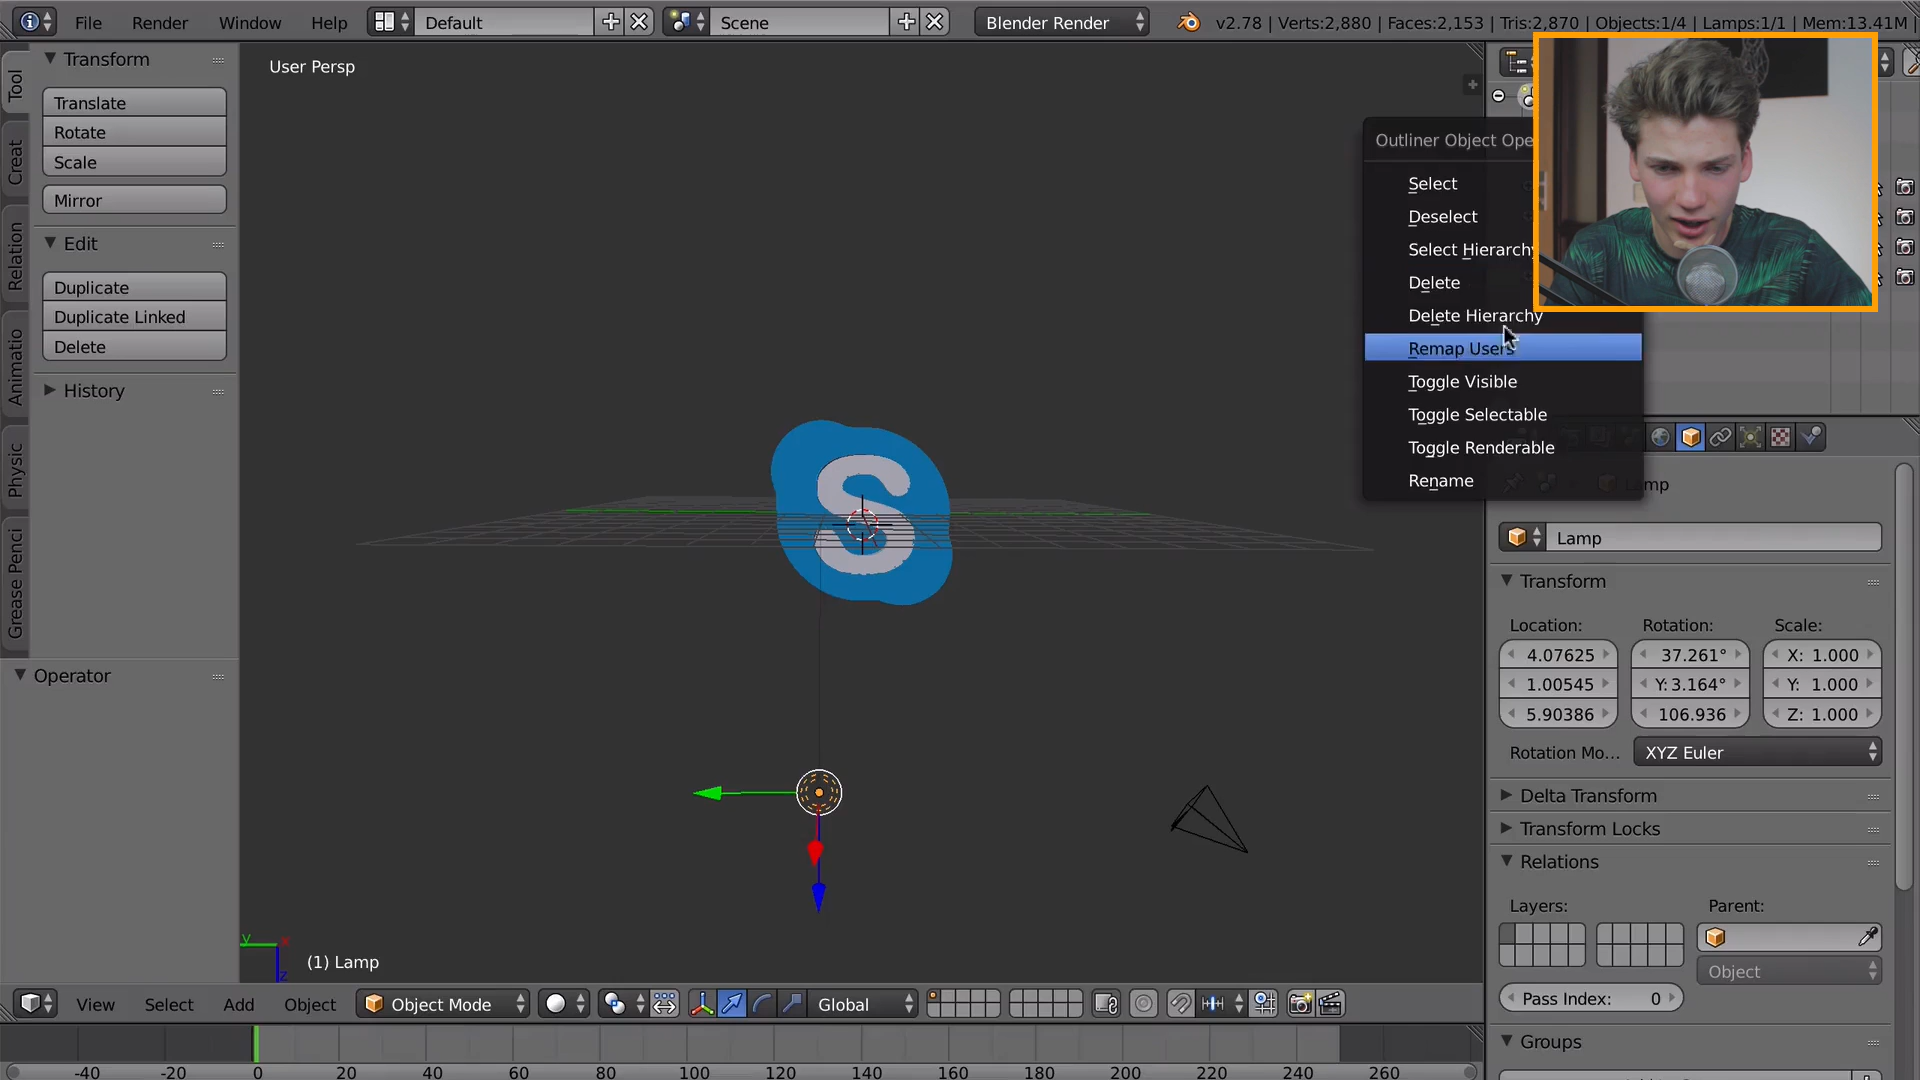 File Render Window Help Default Scene Blender Render v2.78 | Verts:2,880 | Faces:2,153 | Tris:2,870 | Objects:1/4 | Lamps:1/1 | Mem:13.41M
User Persp
Tool
Creat
Relation
Animatio
Physic
Grease Penci
Transform
Translate
Rotate
Scale
Mirror
Edit
Duplicate
Duplicate Linked
Delete
History
Operator
S
Outliner Object Ope
Select
Deselect
Select Hierarchy
Delete
Delete Hierarchy
Remap Users
Toggle Visible
Toggle Selectable
Toggle Renderable
Rename
Lamp
Lamp
Transform
Location: Rotation: Scale:
4.07625 37.261° X: 1.000
1.00545 Y: 3.164° Y: 1.000
5.90386 106.936 Z: 1.000
Rotation Mo... XYZ Euler
Delta Transform
Transform Locks
Relations
Layers: Parent:
Object
Pass Index: 0
Groups
y x
z
(1) Lamp
View Select Add Object Object Mode Global
-40 -20 0 20 40 60 80 100 120 140 160 180 200 220 240 260